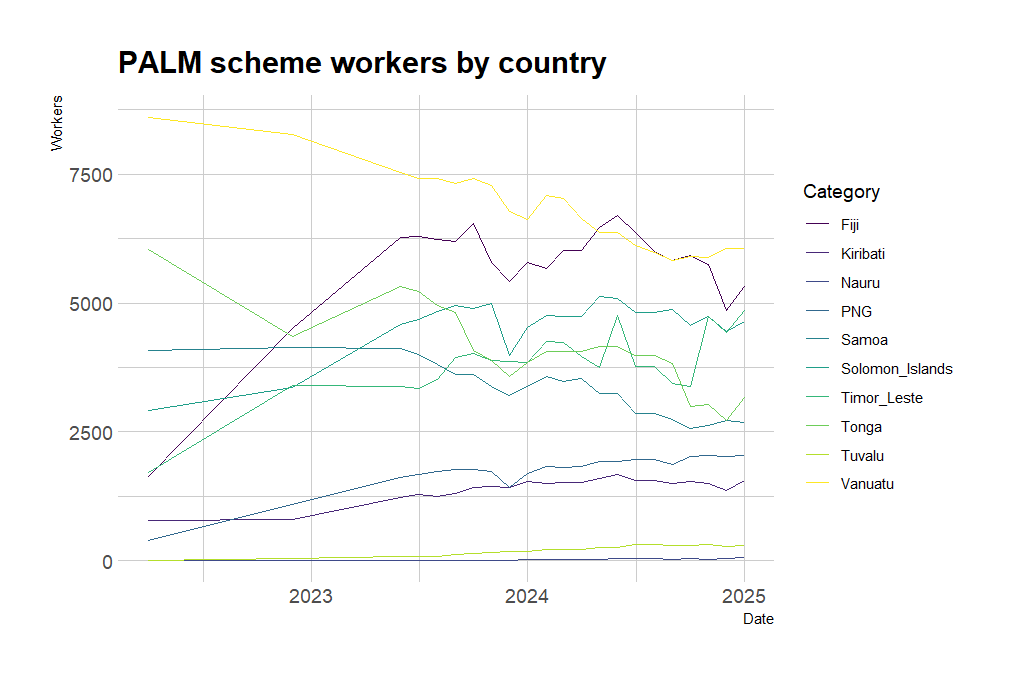 PALM scheme workers by country
Workers
7500
5000
2500
0
2023
2024
2025
Date
Category
Fiji
Kiribati
Nauru
PNG
Samoa
Solomon_Islands
Timor_Leste
Tonga
Tuvalu
Vanuatu